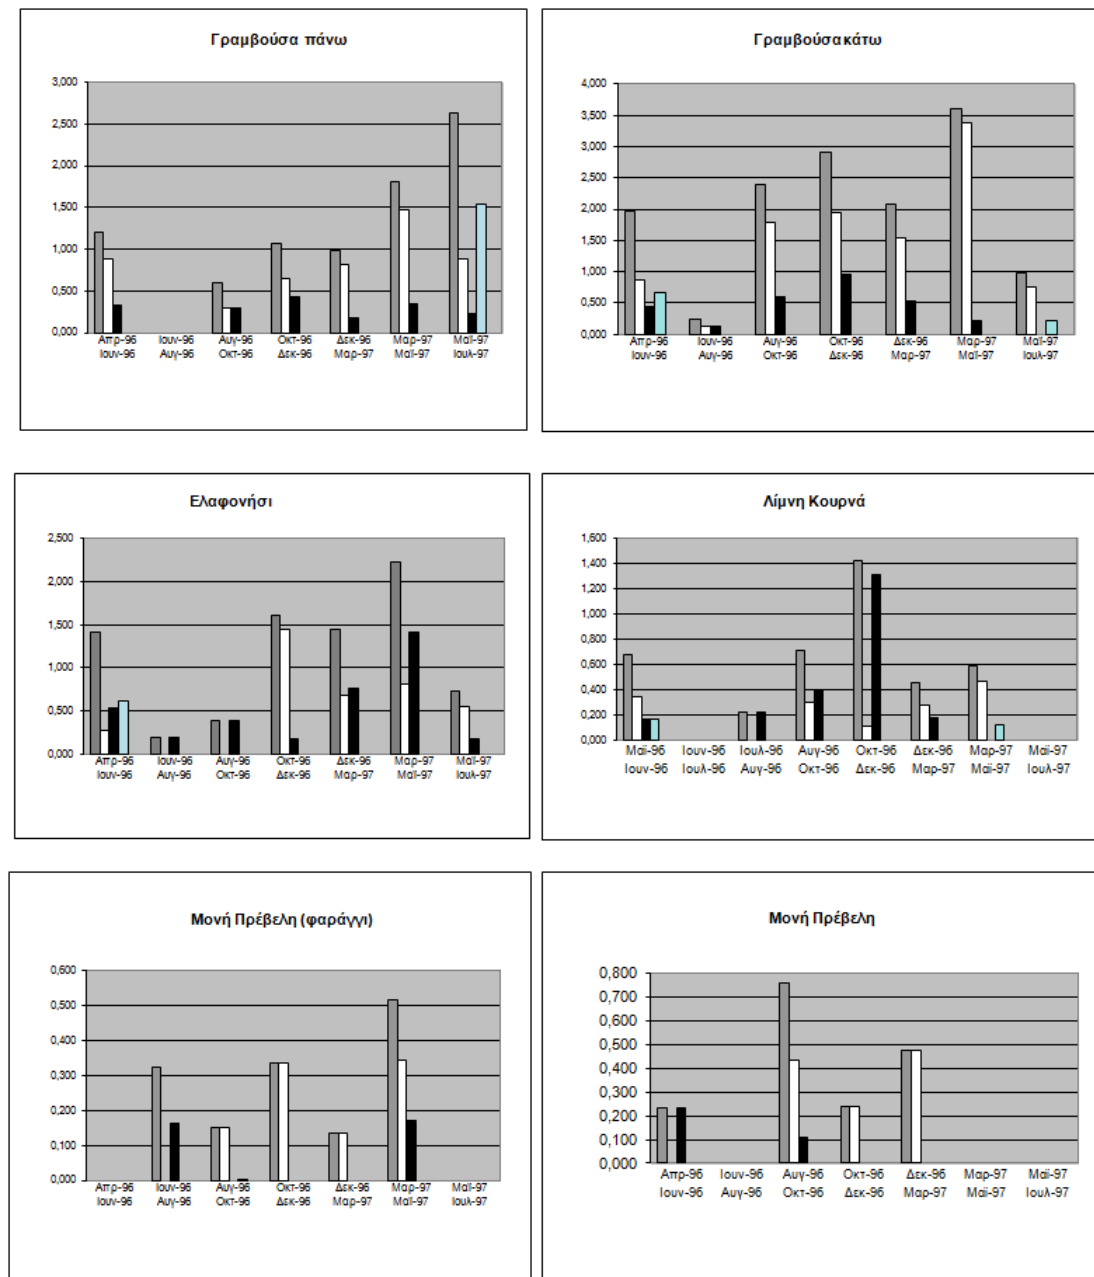 Γραμβούσα πάνω
3,000
2,500
2,000
1,500
1,000
0,500
0,000
Απρ-96 Ιουν-96 Αυγ-96 Οκτ-96 Δεκ-96 Μαρ-97 Μαϊ-97
Ιουν-96 Αυγ-96 Οκτ-96 Δεκ-96 Μαρ-97 Μαϊ-97 Ιουλ-97
Γραμβούσα κάτω
4,000
3,500
3,000
2,500
2,000
1,500
1,000
0,500
0,000
Απρ-96 Ιουν-96 Αυγ-96 Οκτ-96 Δεκ-96 Μαρ-97 Μαϊ-97
Ιουν-96 Αυγ-96 Οκτ-96 Δεκ-96 Μαρ-97 Μαϊ-97 Ιουλ-97
Ελαφονήσι
2,500
2,000
1,500
1,000
0,500
0,000
Απρ-96 Ιουν-96 Αυγ-96 Οκτ-96 Δεκ-96 Μαρ-97 Μαϊ-97
Ιουν-96 Αυγ-96 Οκτ-96 Δεκ-96 Μαρ-97 Μαϊ-97 Ιουλ-97
Λίμνη Κουρνά
1,600
1,400
1,200
1,000
0,800
0,600
0,400
0,200
0,000
Μαϊ-96 Ιουν-96 Ιουλ-96 Αυγ-96 Οκτ-96 Δεκ-96 Μαρ-97 Μαϊ-97
Ιουν-96 Ιουλ-96 Αυγ-96 Οκτ-96 Δεκ-96 Μαρ-97 Μαϊ-97 Ιουλ-97
Μονή Πρέβελη (φαράγγι)
0,600
0,500
0,400
0,300
0,200
0,100
0,000
Απρ-96 Ιουν-96 Αυγ-96 Οκτ-96 Δεκ-96 Μαρ-97 Μαϊ-97
Ιουν-96 Αυγ-96 Οκτ-96 Δεκ-96 Μαρ-97 Μαϊ-97 Ιουλ-97
Μονή Πρέβελη
0,800
0,700
0,600
0,500
0,400
0,300
0,200
0,100
0,000
Απρ-96 Ιουν-96 Αυγ-96 Οκτ-96 Δεκ-96 Μαρ-97 Μαϊ-97
Ιουν-96 Αυγ-96 Οκτ-96 Δεκ-96 Μαρ-97 Μαϊ-97 Ιουλ-97